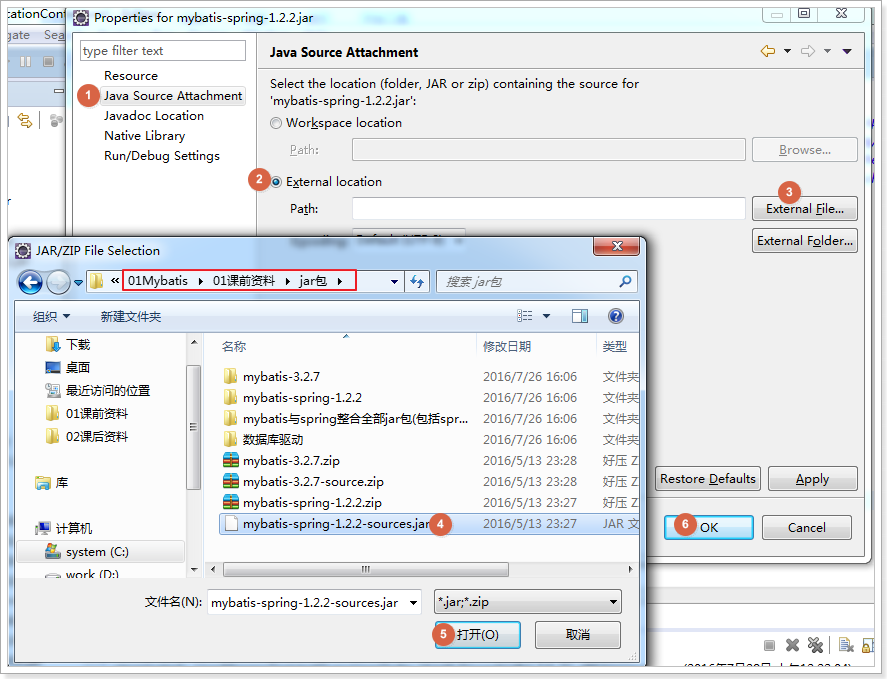 cationConf
Properties for mybatis-spring-1.2.2.jar
gate Sea
type filter text
Java Source Attachment
Resource
1 Java Source Attachment
Javadoc Location
Native Library
Run/Debug Settings
Select the location (folder, JAR or zip) containing the source for
'mybatis-spring-1.2.2.jar':
Workspace location
Path:
Browse...
2 External location
3
Path:
External File...
External Folder...
JAR/ZIP File Selection
« 01Mybatis 01课前资料 jar包
搜索 jar包
组织 新建文件夹
下载
桌面
最近访问的位置
01课前资料
02课后资料
库
计算机
system (C:)
work (D:)
名称 修改日期 类型
mybatis-3.2.7 2016/7/26 16:06 文件夹
mybatis-spring-1.2.2 2016/7/26 16:06 文件夹
mybatis与spring整合全部jar包(包括spr... 2016/7/26 16:06 文件夹
数据库驱动 2016/7/26 16:06 文件夹
mybatis-3.2.7.zip 2016/5/13 23:28 好压 Z
mybatis-3.2.7-source.zip 2016/5/13 23:28 好压 Z
mybatis-spring-1.2.2.zip 2016/5/13 23:27 好压 Z
mybatis-spring-1.2.2-sources.jar 4 2016/5/13 23:27 JAR 文
文件名(N): mybatis-spring-1.2.2-sources.jar *.jar;*.zip
5 打开(O) 取消
Restore Defaults Apply
6 OK Cancel